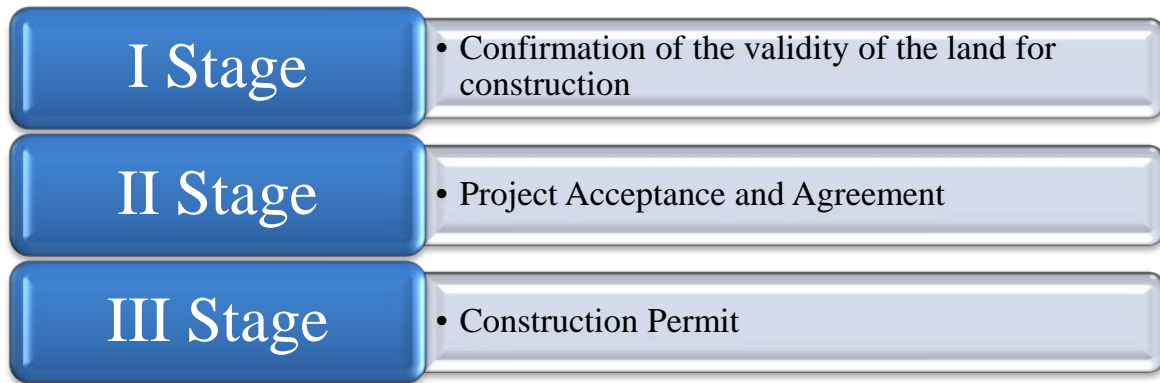 I Stage
• Confirmation of the validity of the land for
construction
II Stage
• Project Acceptance and Agreement
III Stage
• Construction Permit